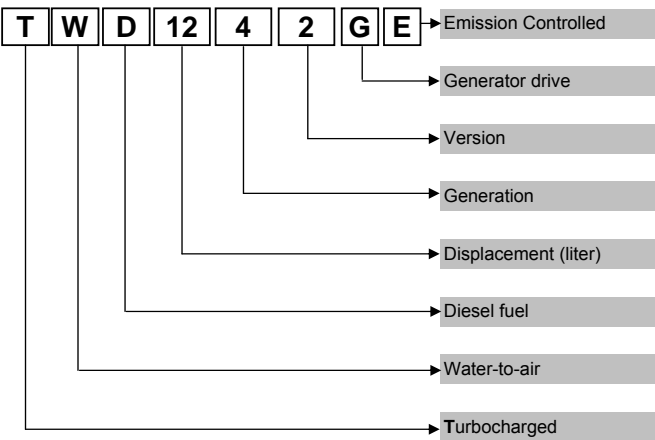 T W D 12 4 2 G E
Emission Controlled
Generator drive
Version
Generation
Displacement (liter)
Diesel fuel
Water-to-air
Turbocharged